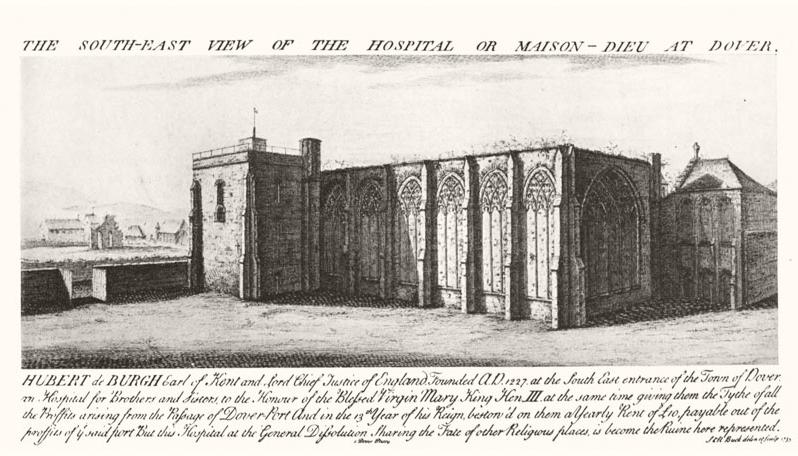 THE SOUTH-EAST VIEW OF THE HOSPITAL OR MAISON-DIEU AT DOVER.
HUBERT de BURGH Earl of Kent and Lord Chief Justice of England, Founded A.D. 1227. at the South East entrance of the Town of Dover
an Hospital for Brothers and Sisters, to the Honour of the Blessed Virgin Mary King Hen. III. at the same time giving them the Tythe of all
the Proffits arising from the Passage of Dover-Port And in the 13th Year of his Reign, bestow'd on them a Yearly Rent of £10, payable out of the
proffits of ye said port But this Hospital at the General Dissolution Sharing the Fate of other Religious places, is become the Ruine here represented.
S & N Buck delin et sculp 1735